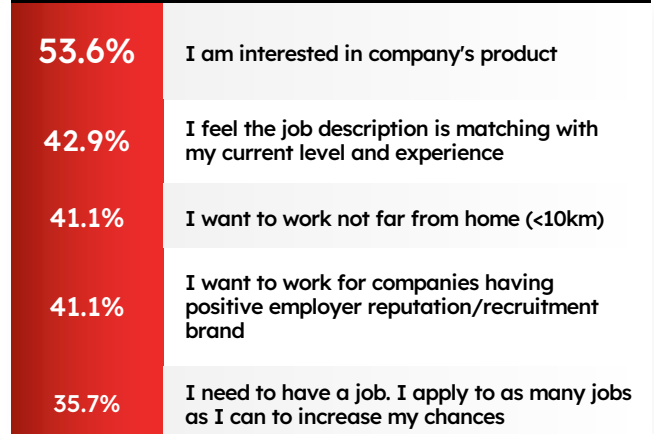 53.6%
I am interested in company's product
42.9%
I feel the job description is matching with
my current level and experience
41.1%
I want to work not far from home (<10km)
41.1%
I want to work for companies having
positive employer reputation/recruitment
brand
35.7%
I need to have a job. I apply to as many jobs
as I can to increase my chances